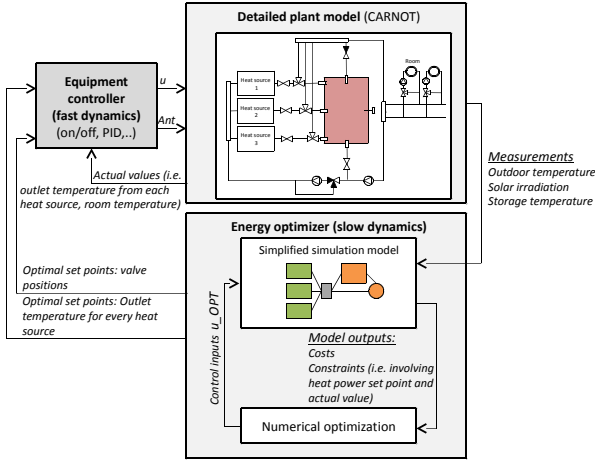 Detailed plant model (CARNOT)
Equipment
controller
(fast dynamics)
(on/off, PID,..)
u
Ant
Heat source
1
Heat source
2
Heat source
3
Room
Actual values (i.e.
outlet temperature from each
heat source, room temperature)
Measurements
Outdoor temperature
Solar irradiation
Storage temperature
Energy optimizer (slow dynamics)
Simplified simulation model
Optimal set points: valve
positions
Optimal set points: Outlet
temperature for every heat
source
Control inputs u_OPT
Model outputs:
Costs
Constraints (i.e. involving
heat power set point and
actual value)
Numerical optimization